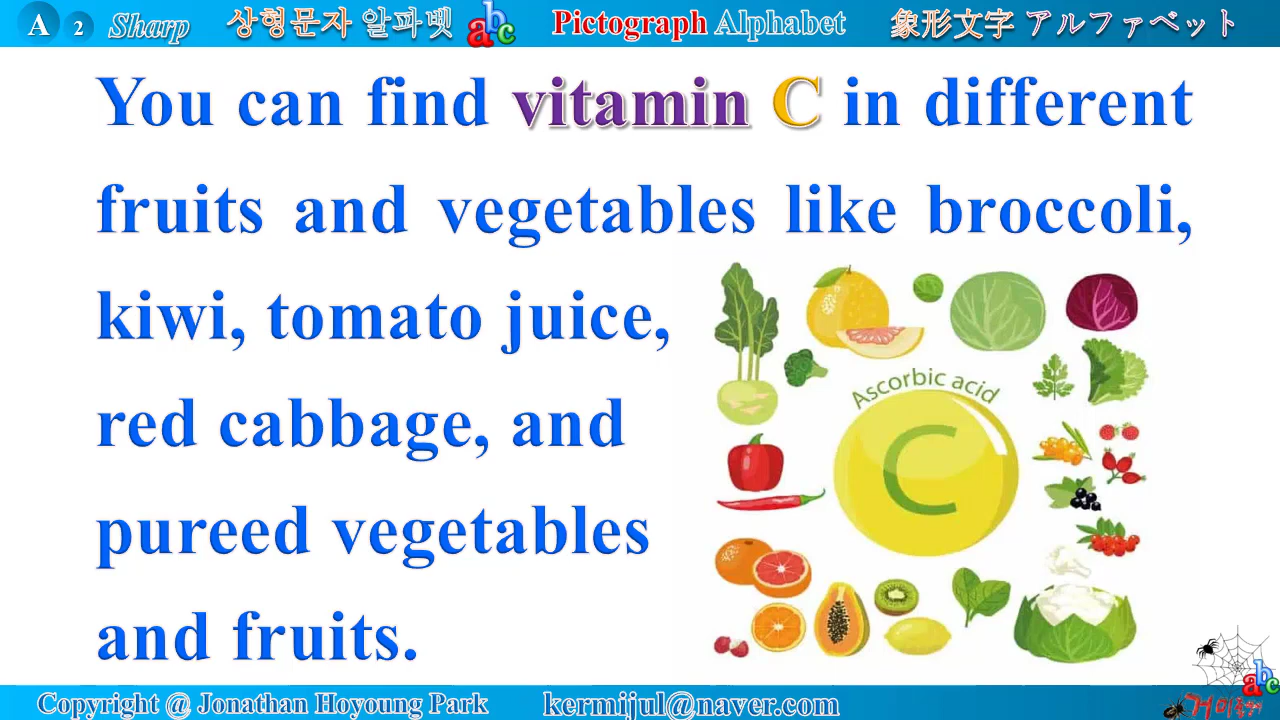 A 2 Sharp 상형문자 알파벳 abc Pictograph Alphabet 象形文字 アルファベット
You can find vitamin C in different
fruits and vegetables like broccoli,
kiwi, tomato juice,
red cabbage, and
pureed vegetables
and fruits.
Ascorbic acid
C
abc
Copyright @ Jonathan Hoyoung Park kermijul@naver.com